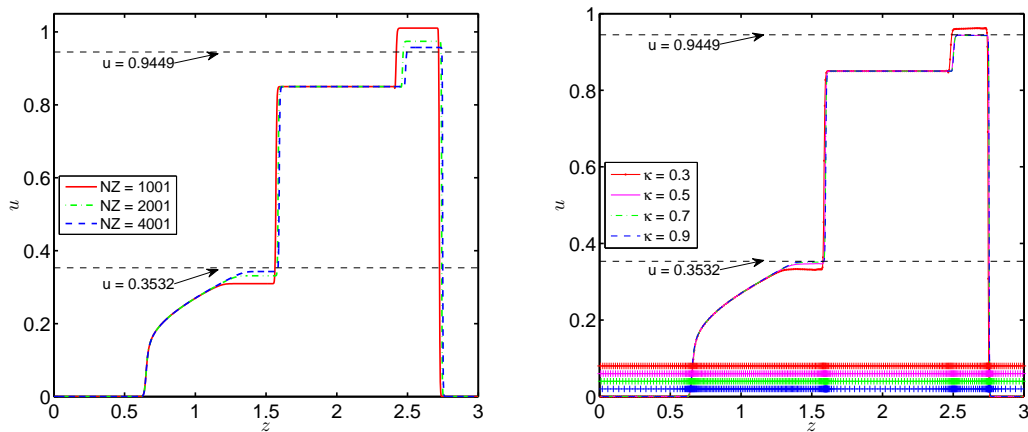 1
0.8
0.6
0.4
0.2
0
u
u = 0.9449
NZ = 1001
NZ = 2001
NZ = 4001
u = 0.3532
0 0.5 1 1.5 2 2.5 3
z
1
0.8
0.6
0.4
0.2
0
u
u = 0.9449
κ = 0.3
κ = 0.5
κ = 0.7
κ = 0.9
u = 0.3532
0 0.5 1 1.5 2 2.5 3
z